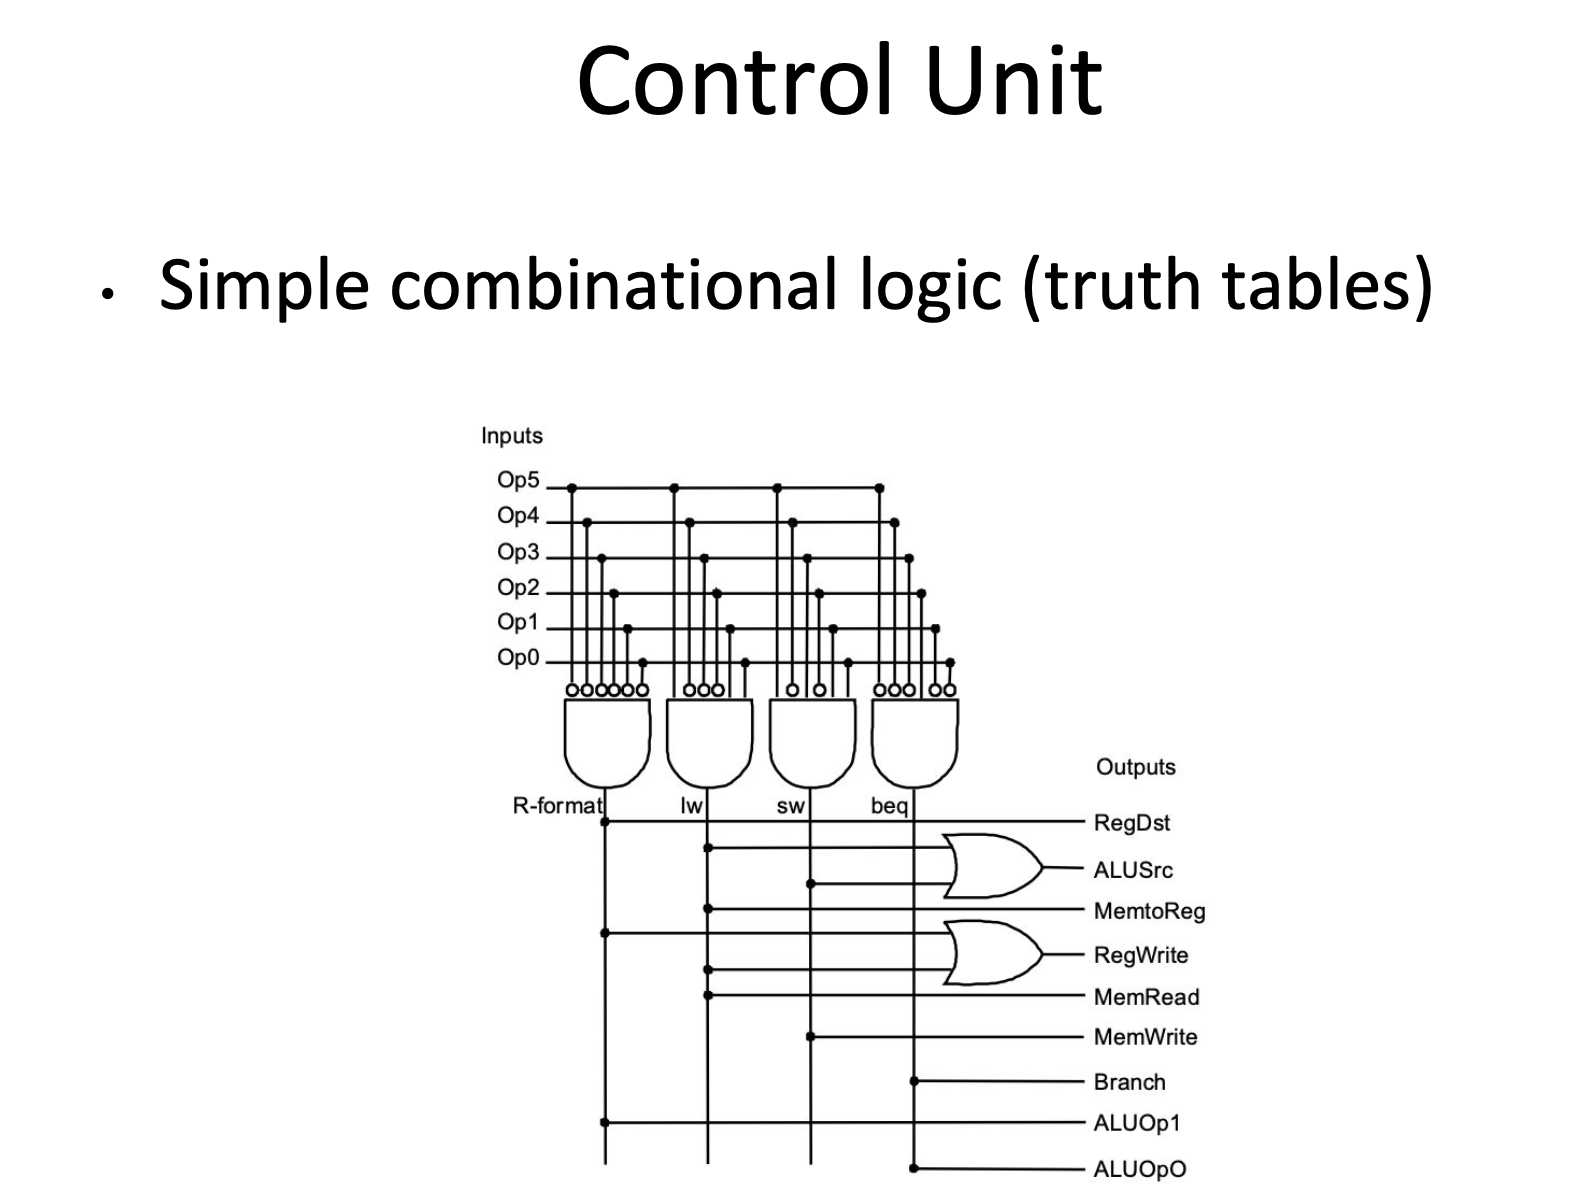 Control Unit
• Simple combinational logic (truth tables)
Inputs
Op5
Op4
Op3
Op2
Op1
Op0
R-format
lw
sw
beq
Outputs
RegDst
ALUSrc
MemtoReg
RegWrite
MemRead
MemWrite
Branch
ALUOp1
ALUOpO